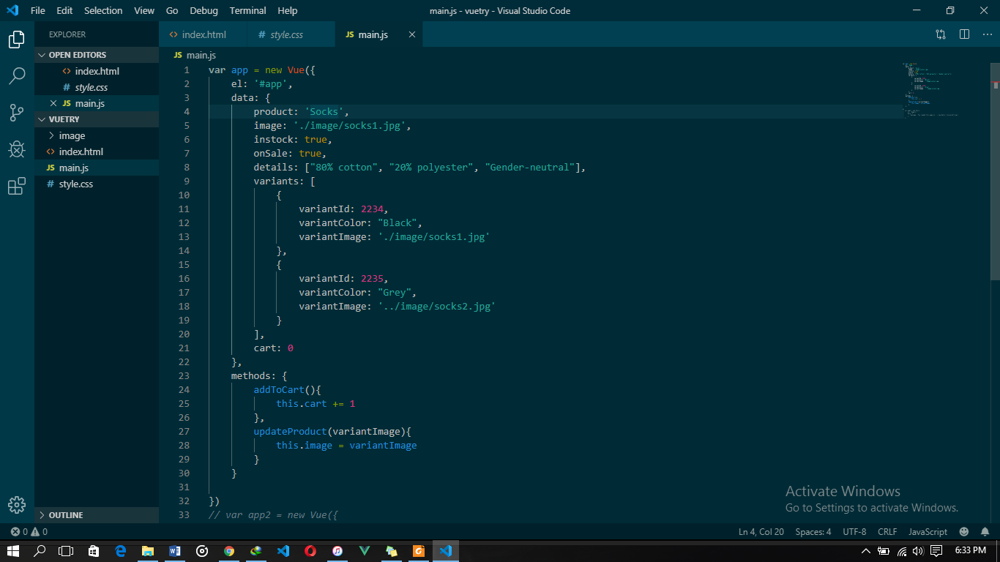 File Edit Selection View Go Debug Terminal Help
main.js - vuetry - Visual Studio Code
EXPLORER
OPEN EDITORS
index.html
# style.css
JS main.js
VUETRY
image
index.html
JS main.js
# style.css
OUTLINE
index.html
# style.css
JS main.js
JS main.js
1 var app = new Vue({
2 el: '#app',
3 data: {
4 product: 'Socks',
5 image: './image/socks1.jpg',
6 instock: true,
7 onSale: true,
8 details: ["80% cotton", "20% polyester", "Gender-neutral"],
9 variants: [
10 {
11 variantId: 2234,
12 variantColor: "Black",
13 variantImage: './image/socks1.jpg'
14 },
15 {
16 variantId: 2235,
17 variantColor: "Grey",
18 variantImage: '../image/socks2.jpg'
19 }
20 ],
21 cart: 0
22 },
23 methods: {
24 addToCart(){
25 this.cart += 1
26 },
27 updateProduct(variantImage){
28 this.image = variantImage
29 }
30 }
31
32 })
33 // var app2 = new Vue({
Activate Windows
Go to Settings to activate Windows.
0 0
Ln 4, Col 20 Spaces: 4 UTF-8 CRLF JavaScript
6:33 PM